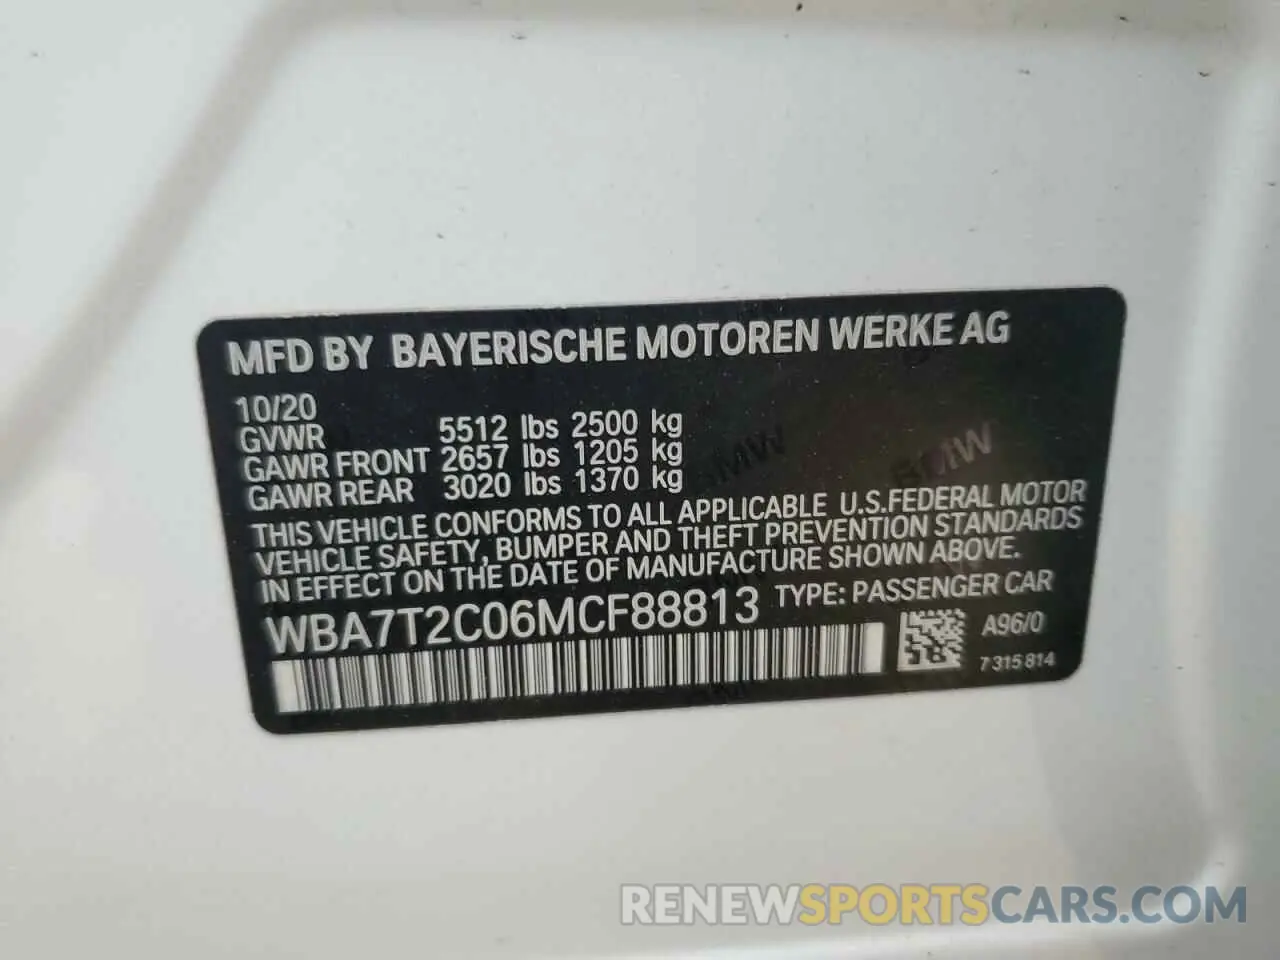 MFD BY BAYERISCHE MOTOREN WERKE AG
10/20
GVWR 5512 lbs 2500 kg
GAWR FRONT 2657 lbs 1205 kg
GAWR REAR 3020 lbs 1370 kg
THIS VEHICLE CONFORMS TO ALL APPLICABLE U.S.FEDERAL MOTOR
VEHICLE SAFETY, BUMPER AND THEFT PREVENTION STANDARDS
IN EFFECT ON THE DATE OF MANUFACTURE SHOWN ABOVE.
WBA7T2C06MCF88813 TYPE: PASSENGER CAR
A96/0
7 315 814
BMW
BMW
RENEWSPORTSCARS.COM